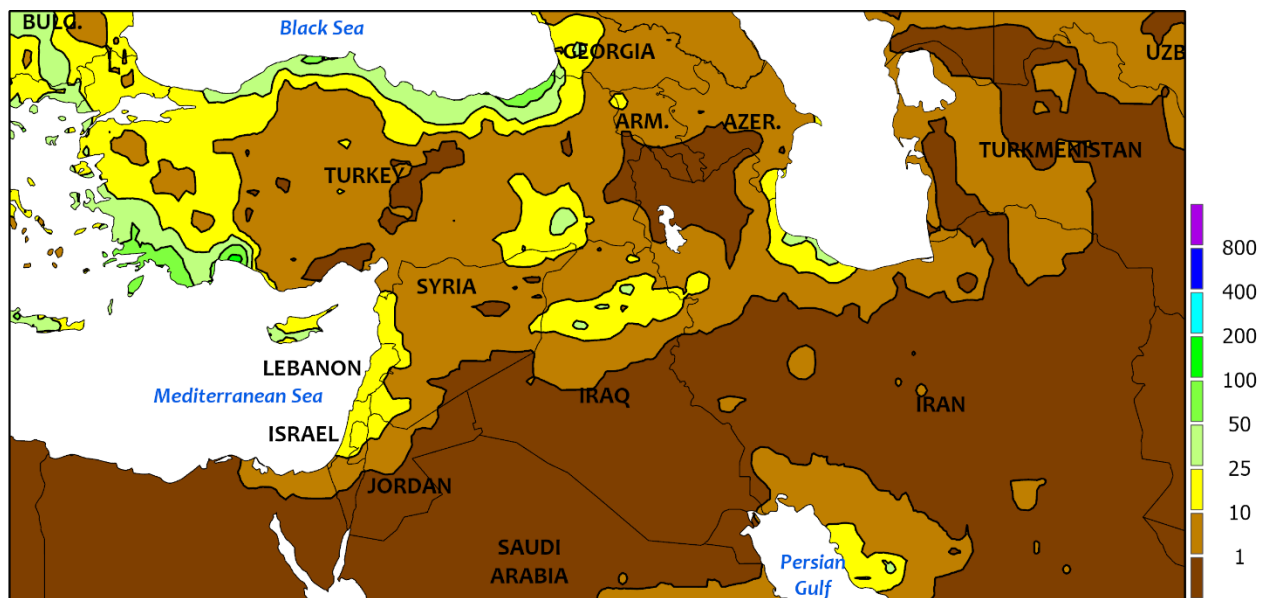 BULG.
Black Sea
GEORGIA
UZB
ARM.
AZER.
TURKMENISTAN
TURKEY
SYRIA
LEBANON
Mediterranean Sea
ISRAEL
IRAQ
IRAN
JORDAN
SAUDI
ARABIA
Persian
Gulf
800
400
200
100
50
25
10
1